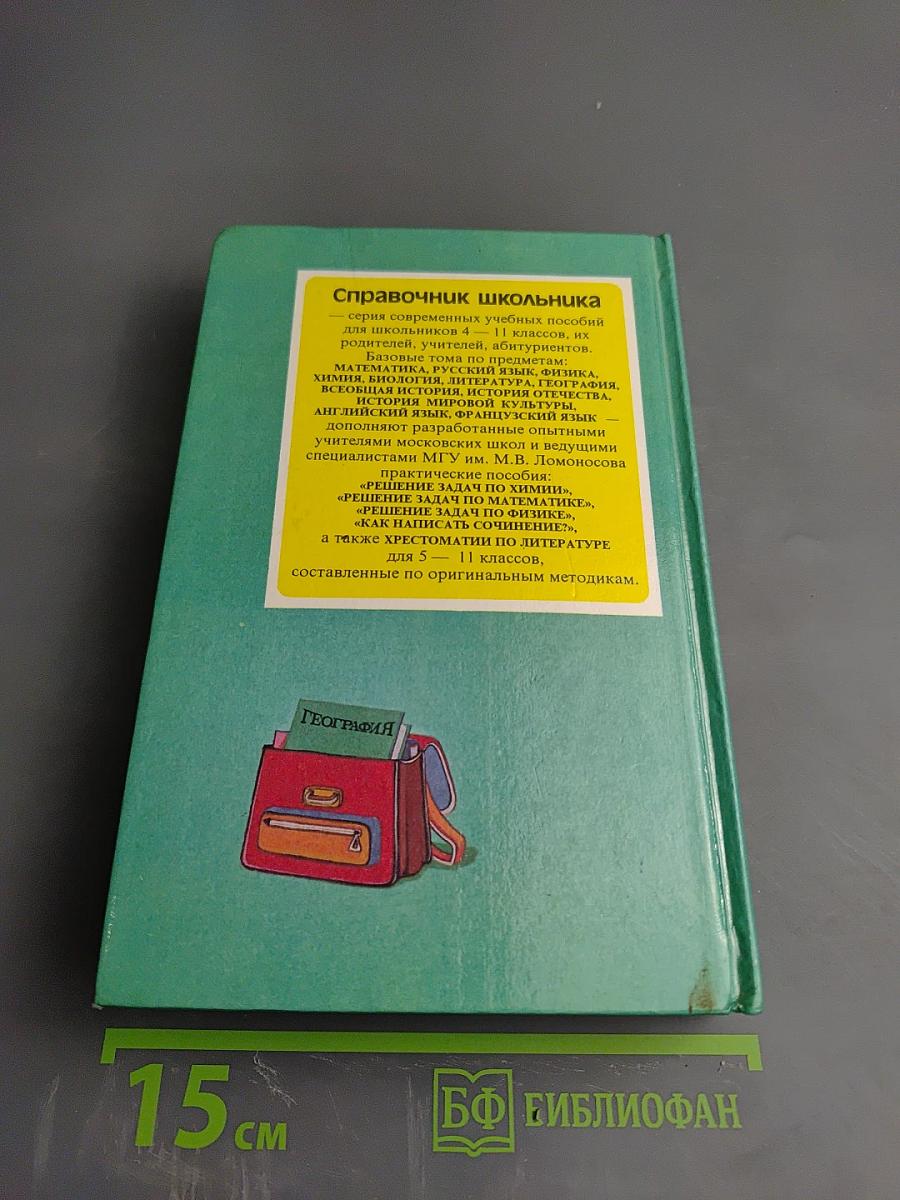 Справочник школьника
— серия современных учебных пособий
для школьников 4 — 11 классов, их
родителей, учителей, абитуриентов.
Базовые тома по предметам:
МАТЕМАТИКА, РУССКИЙ ЯЗЫК, ФИЗИКА,
ХИМИЯ, БИОЛОГИЯ, ЛИТЕРАТУРА, ГЕОГРАФИЯ,
ВСЕОБЩАЯ ИСТОРИЯ, ИСТОРИЯ ОТЕЧЕСТВА,
ИСТОРИЯ МИРОВОЙ КУЛЬТУРЫ,
АНГЛИЙСКИЙ ЯЗЫК, ФРАНЦУЗСКИЙ ЯЗЫК —
дополняют разработанные опытными
учителями московских школ и ведущими
специалистами МГУ им. М.В. Ломоносова
практические пособия:
«РЕШЕНИЕ ЗАДАЧ ПО ХИМИИ»,
«РЕШЕНИЕ ЗАДАЧ ПО МАТЕМАТИКЕ»,
«РЕШЕНИЕ ЗАДАЧ ПО ФИЗИКЕ»,
«КАК НАПИСАТЬ СОЧИНЕНИЕ?»,
а также ХРЕСТОМАТИИ ПО ЛИТЕРАТУРЕ
для 5 — 11 классов,
составленные по оригинальным методикам.
ГЕОГРАФИЯ
15 см
БФ БИБЛИОФАН